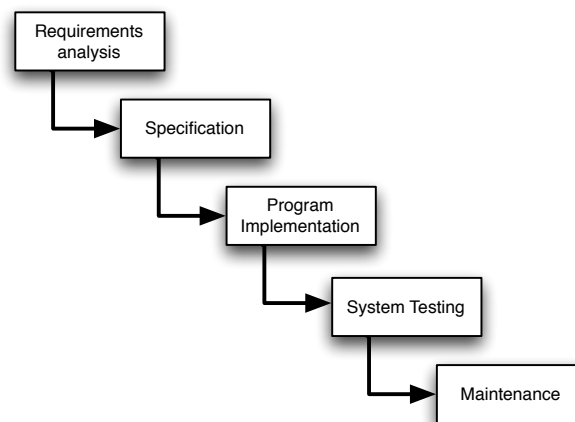 Requirements
analysis
Specification
Program
Implementation
System Testing
Maintenance